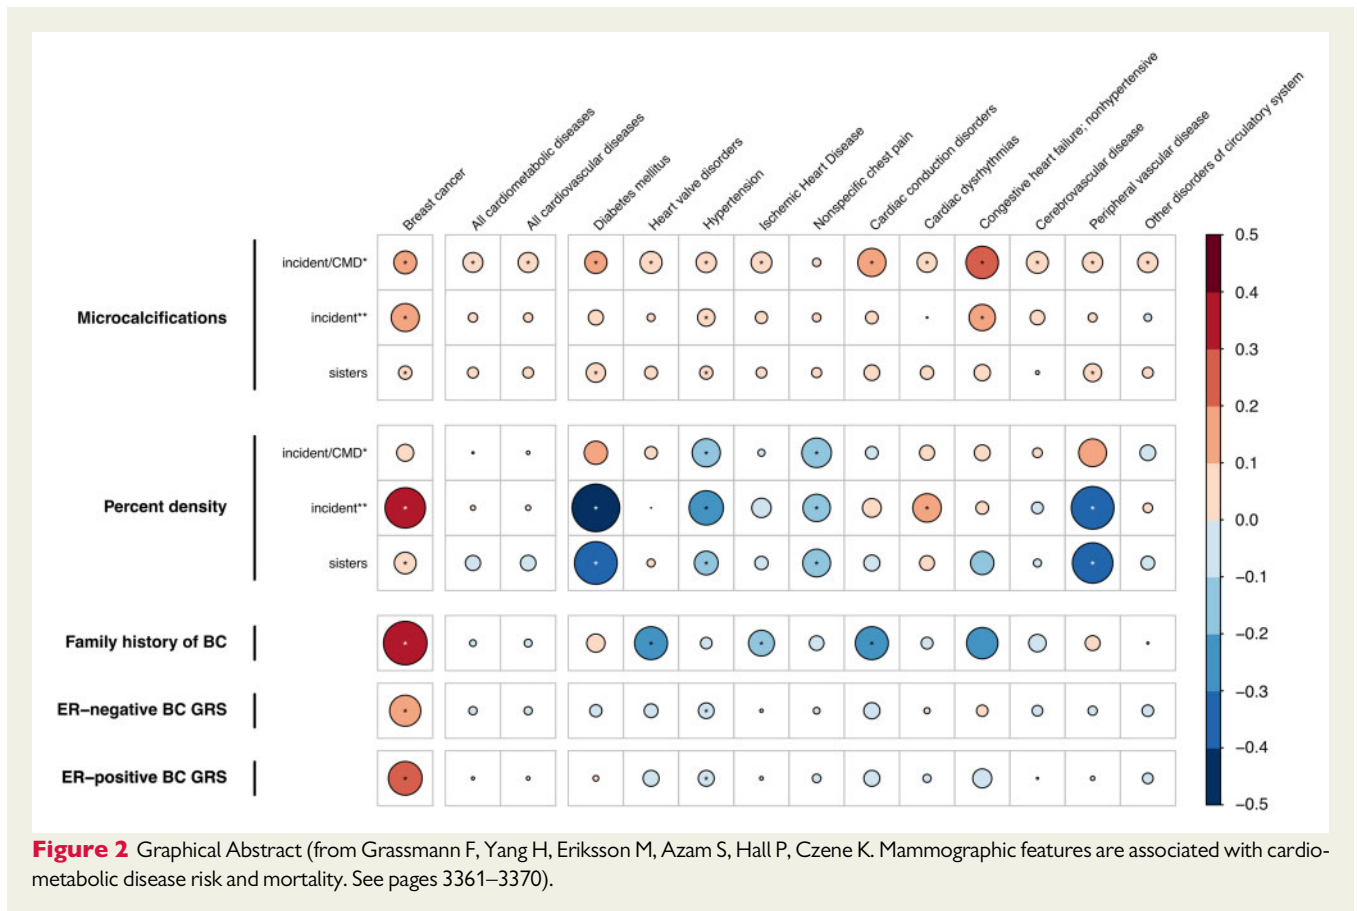 Breast cancer
All cardiometabolic diseases
All cardiovascular diseases
Diabetes mellitus
Heart valve disorders
Hypertension
Ischemic Heart Disease
Nonspecific chest pain
Cardiac conduction disorders
Cardiac dysrhythmias
Congestive heart failure; nonhypertensive
Cerebrovascular disease
Peripheral vascular disease
Other disorders of circulatory system
Microcalcifications
incident/CMD*
incident**
sisters
Percent density
incident/CMD*
incident**
sisters
Family history of BC
ER–negative BC GRS
ER–positive BC GRS
0.5
0.4
0.3
0.2
0.1
0.0
−0.1
−0.2
−0.3
−0.4
−0.5
Figure 2 Graphical Abstract (from Grassmann F, Yang H, Eriksson M, Azam S, Hall P, Czene K. Mammographic features are associated with cardio-
metabolic disease risk and mortality. See pages 3361–3370).